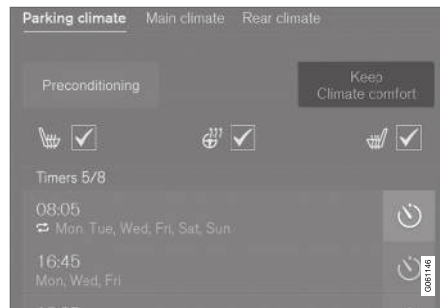 Parking climate Main climate Rear climate
Preconditioning
Keep
Climate comfort
Timers 5/8
08:05
Mon, Tue, Wed, Fri, Sat, Sun
16:45
Mon, Wed, Fri
G061146